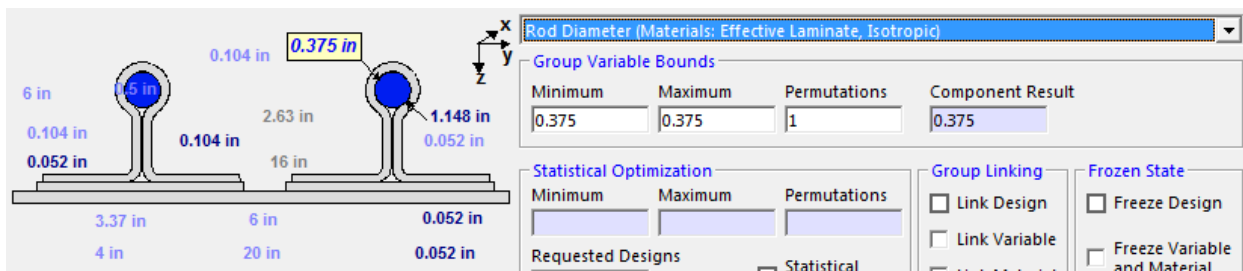 0.104 in
0.375 in
x
y
z
6 in
0.5 in
2.63 in
1.148 in
0.104 in
0.104 in
0.052 in
0.052 in
16 in
3.37 in
6 in
0.052 in
4 in
20 in
0.052 in
Rod Diameter (Materials: Effective Laminate, Isotropic)
Group Variable Bounds
Minimum Maximum Permutations Component Result
0.375 0.375 1 0.375
Statistical Optimization
Minimum Maximum Permutations
Requested Designs
Statistical
Group Linking
Link Design
Link Variable
Frozen State
Freeze Design
Freeze Variable
and Material